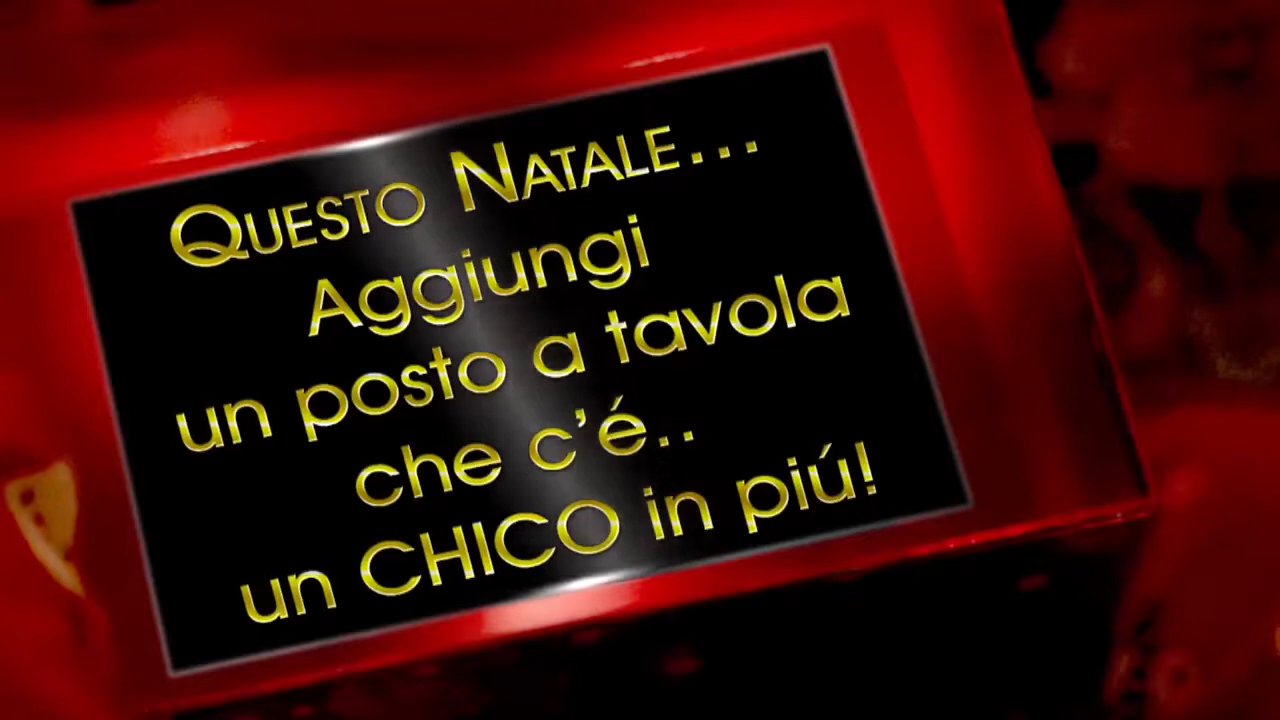 Questo Natale...
Aggiungi
un posto a tavola
che c'é..
un CHICO in piú!